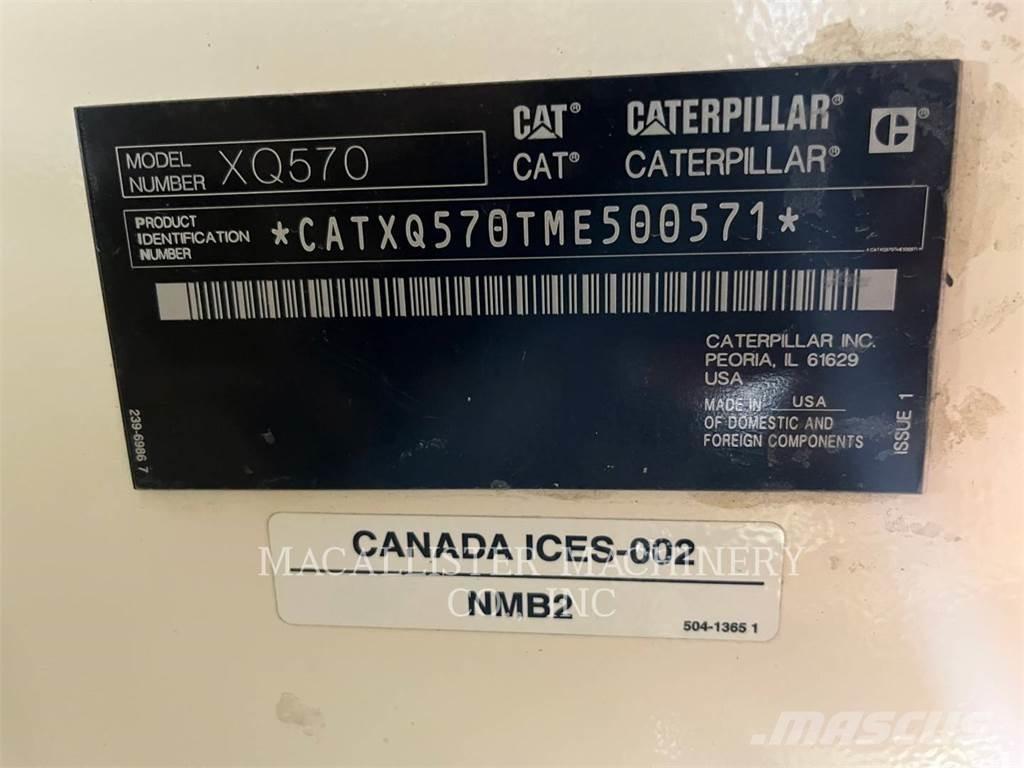 CAT® CATERPILLAR®
CAT® CATERPILLAR®
MODEL
NUMBER XQ570
PRODUCT
IDENTIFICATION
NUMBER
*CATXQ570TME500571*
*CATXQ570TME500571*
CATERPILLAR INC.
PEORIA, IL 61629
USA
MADE IN USA
OF DOMESTIC AND
FOREIGN COMPONENTS
ISSUE 1
239-6986 7
CANADA ICES-002
NMB2
504-1365 1
MACALLISTER MACHINERY
CO., INC
MASCUS